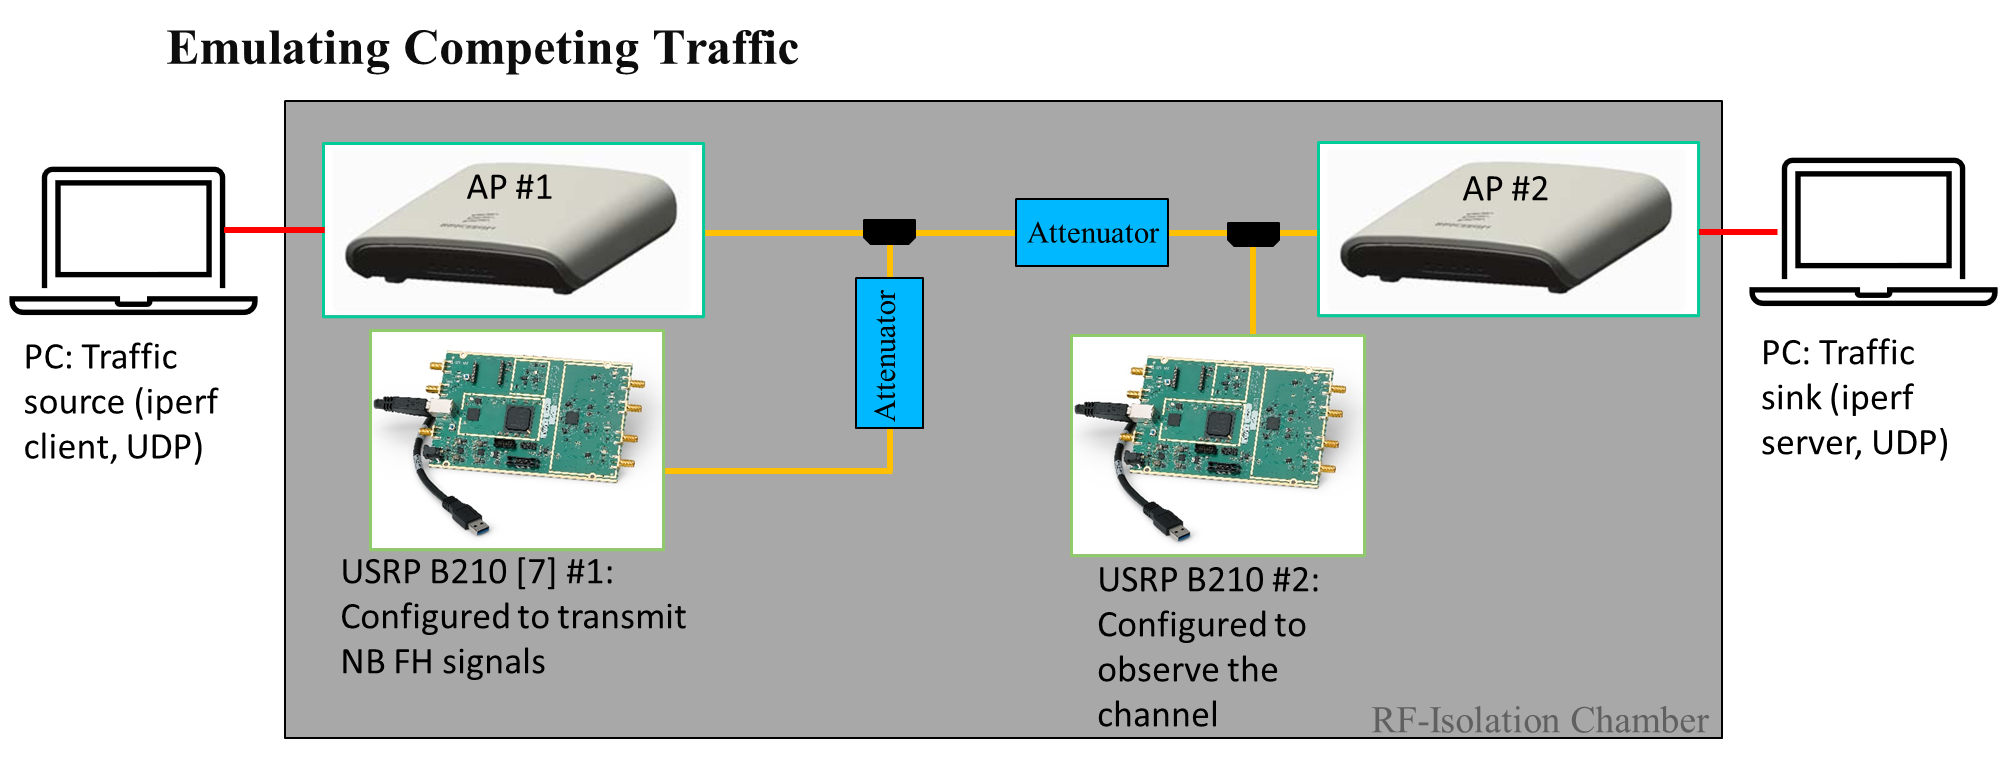 Emulating Competing Traffic
AP #1
AP #2
Attenuator
Attenuator
PC: Traffic
source (iperf
client, UDP)
PC: Traffic
sink (iperf
server, UDP)
USRP B210 [7] #1:
Configured to transmit
NB FH signals
USRP B210 #2:
Configured to
observe the
channel
RF-Isolation Chamber